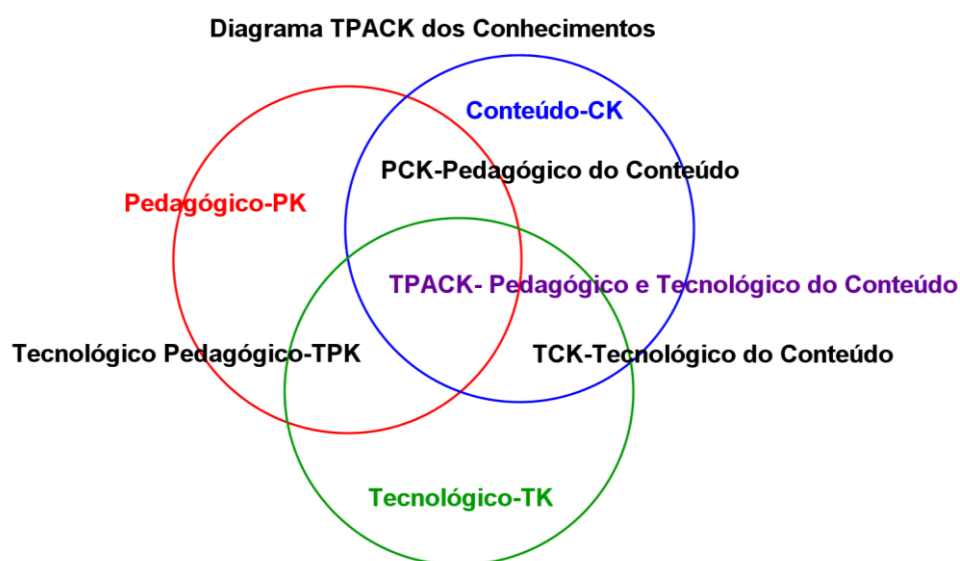 Diagrama TPACK dos Conhecimentos
Conteúdo-CK
PCK-Pedagógico do Conteúdo
Pedagógico-PK
TPACK- Pedagógico e Tecnológico do Conteúdo
Tecnológico Pedagógico-TPK
TCK-Tecnológico do Conteúdo
Tecnológico-TK